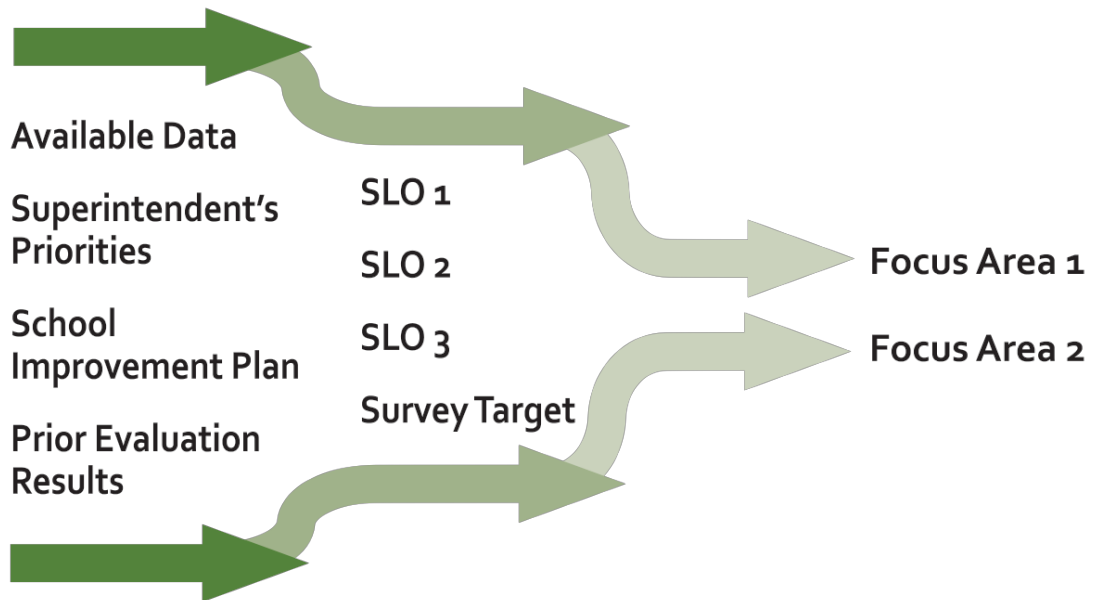 Available Data
Superintendent's
Priorities
School
Improvement Plan
Prior Evaluation
Results
SLO 1
SLO 2
SLO 3
Survey Target
Focus Area 1
Focus Area 2